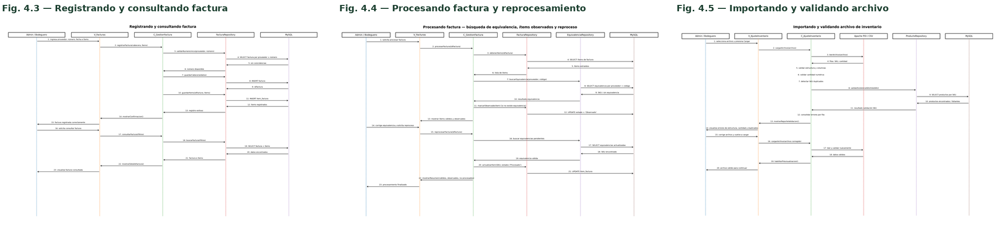 Fig. 4.3 — Registrando y consultando factura
Registrando y consultando factura
Admin / Bodeguero
V_Facturas
C_GestionFactura
FacturaRepository
MySQL
1. ingresa proveedor, número, fecha e ítems
2. registrarFactura(cabecera, ítems)
3. validarNumeroUnico(proveedor, número)
4. SELECT factura por proveedor + número
5. sin coincidencias
6. número disponible
7. guardarCabecera(datos)
8. INSERT factura
9. idFactura
10. guardarItems(idFactura, ítems)
11. INSERT item_factura
12. ítems registrados
13. registro exitoso
14. mostrarConfirmacion()
15. factura registrada correctamente
16. solicita consultar factura
17. consultarFactura(filtros)
18. buscarFactura(filtros)
19. SELECT factura + ítems
20. datos encontrados
21. factura e ítems
22. mostrarDetalleFactura()
23. visualiza factura consultada
Fig. 4.4 — Procesando factura y reprocesamiento
Procesando factura — búsqueda de equivalencia, ítems observados y reproceso
Admin / Bodeguero
V_Facturas
C_GestionFactura
FacturaRepository
EquivalenciaRepository
MySQL
1. solicita procesar factura
2. procesarFactura(idFactura)
3. obtenerItems(idFactura)
4. SELECT ítems de factura
5. ítems extraídos
6. lista de ítems
7. buscarEquivalencia(proveedor, código)
8. SELECT equivalencia por proveedor + código
9. SKU / sin equivalencia
10. resultado equivalencia
11. marcarObservado(ítem) [si no existe equivalencia]
12. UPDATE estado = 'Observado'
13. mostrar ítems válidos y observados
14. corrige equivalencia y solicita reproceso
15. reprocesarFactura(idFactura)
16. buscar equivalencias pendientes
17. SELECT equivalencias actualizadas
18. SKU encontrado
19. equivalencia válida
20. actualizarItem(SKU, estado='Procesado')
21. UPDATE item_factura
22. mostrarResumen(válidos, observados, no procesados)
23. procesamiento finalizado
Fig. 4.5 — Importando y validando archivo
Importando y validando archivo de inventario
Admin / Bodeguero
V_AjusteInventario
C_AjusteInventario
Apache POI / CSV
ProductoRepository
MySQL
1. selecciona archivo y presiona Cargar
2. cargarArchivo(archivo)
3. leerArchivo(archivo)
4. filas: SKU, cantidad
5. validar estructura y columnas
6. validar cantidad numérica
7. detectar SKU duplicados
8. validarExistenciaSKU(listaSKU)
9. SELECT productos por SKU
10. productos encontrados / faltantes
11. resultado validación SKU
12. consolidar errores por fila
13. mostrarReporteValidacion()
14. visualiza errores de estructura, cantidad y duplicados
15. corrige archivo y vuelve a cargar
16. cargarArchivo(archivo corregido)
17. leer y validar nuevamente
18. datos válidos
19. habilitarPrevisualizacion()
20. archivo válido para continuar